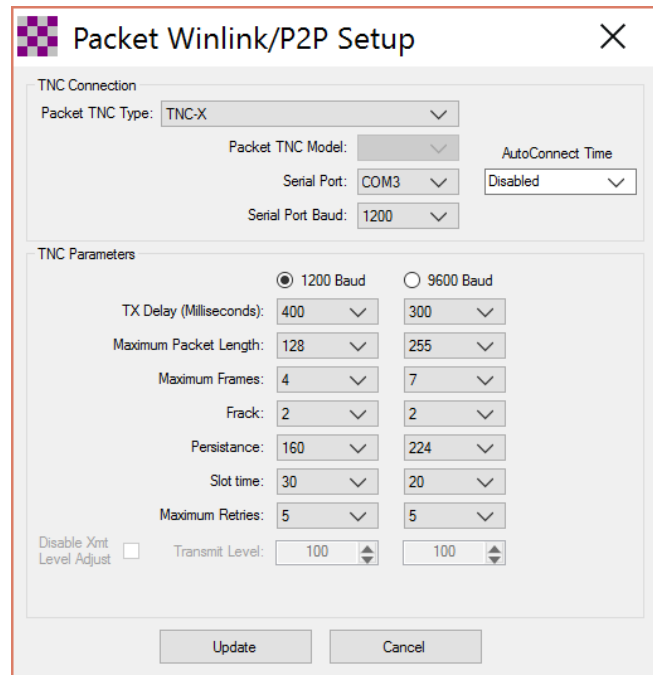 Packet Winlink/P2P Setup
TNC Connection
Packet TNC Type: TNC-X
Packet TNC Model:
AutoConnect Time
Serial Port: COM3 Disabled
Serial Port Baud: 1200
TNC Parameters
1200 Baud 9600 Baud
TX Delay (Milliseconds): 400 300
Maximum Packet Length: 128 255
Maximum Frames: 4 7
Frack: 2 2
Persistance: 160 224
Slot time: 30 20
Maximum Retries: 5 5
Disable Xmt
Level Adjust Transmit Level: 100 100
Update Cancel